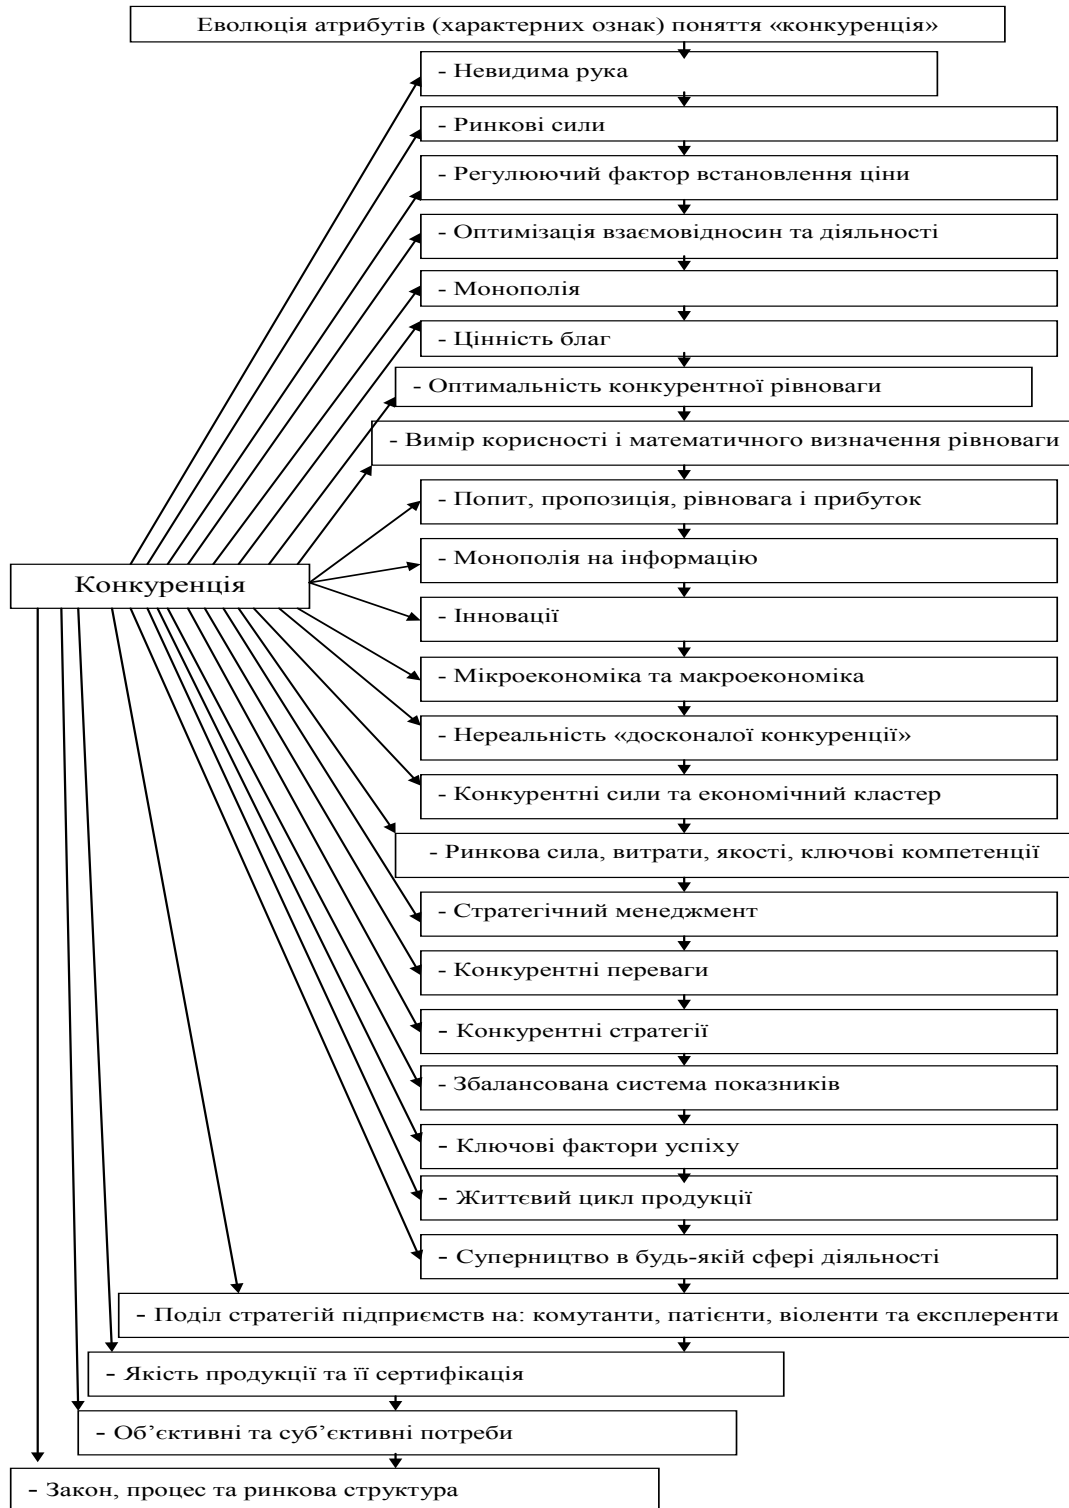 Еволюція атрибутів (характерних ознак) поняття «конкуренція»
- Невидима рука
- Ринкові сили
- Регулюючий фактор встановлення ціни
- Оптимізація взаємовідносин та діяльності
- Монополія
- Цінність благ
- Оптимальність конкурентної рівноваги
- Вимір корисності і математичного визначення рівноваги
- Попит, пропозиція, рівновага і прибуток
- Монополія на інформацію
Конкуренція
- Інновації
- Мікроекономіка та макроекономіка
- Нереальність «досконалої конкуренції»
- Конкурентні сили та економічний кластер
- Ринкова сила, витрати, якості, ключові компетенції
- Стратегічний менеджмент
- Конкурентні переваги
- Конкурентні стратегії
- Збалансована система показників
- Ключові фактори успіху
- Життєвий цикл продукції
- Суперництво в будь-якій сфері діяльності
- Поділ стратегій підприємств на: комутанти, патієнти, віоленти та експлеренти
- Якість продукції та її сертифікація
- Об’єктивні та суб’єктивні потреби
- Закон, процес та ринкова структура